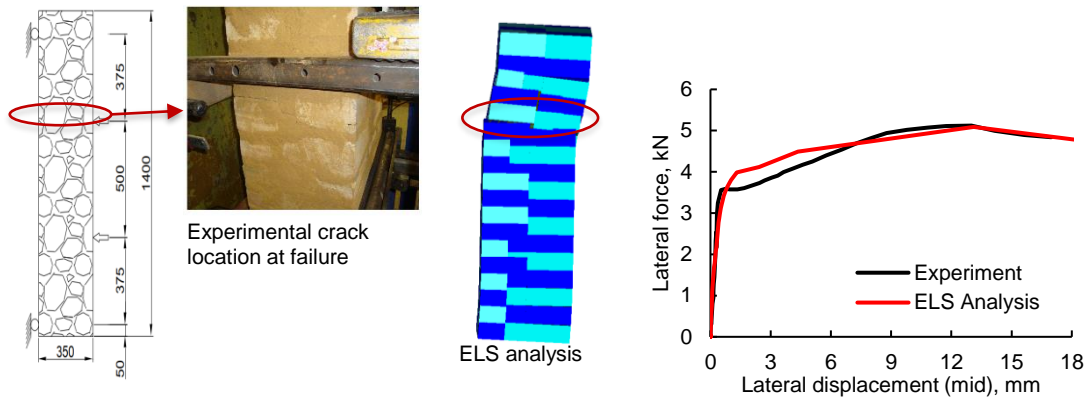 375
500
1400
375
350
50
Experimental crack
location at failure
ELS analysis
Lateral force, kN
6
5
4
3
2
1
0
Experiment
ELS Analysis
0 3 6 9 12 15 18
Lateral displacement (mid), mm